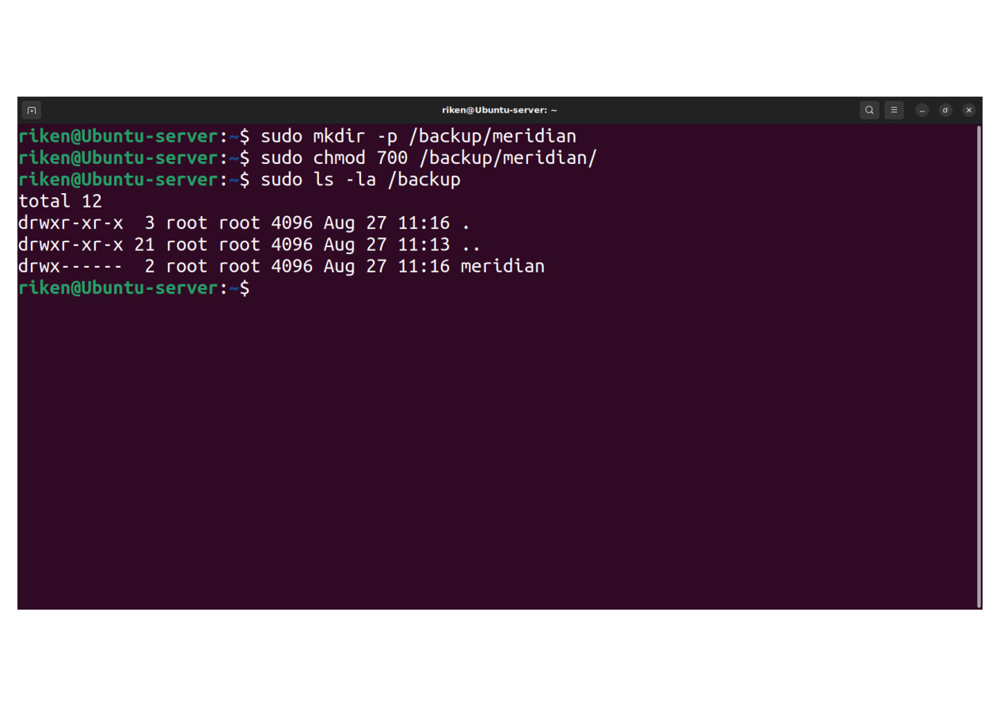 riken@Ubuntu-server: ~
riken@Ubuntu-server:~$ sudo mkdir -p /backup/meridian
riken@Ubuntu-server:~$ sudo chmod 700 /backup/meridian/
riken@Ubuntu-server:~$ sudo ls -la /backup
total 12
drwxr-xr-x  3 root root 4096 Aug 27 11:16 .
drwxr-xr-x 21 root root 4096 Aug 27 11:13 ..
drwx------  2 root root 4096 Aug 27 11:16 meridian
riken@Ubuntu-server:~$